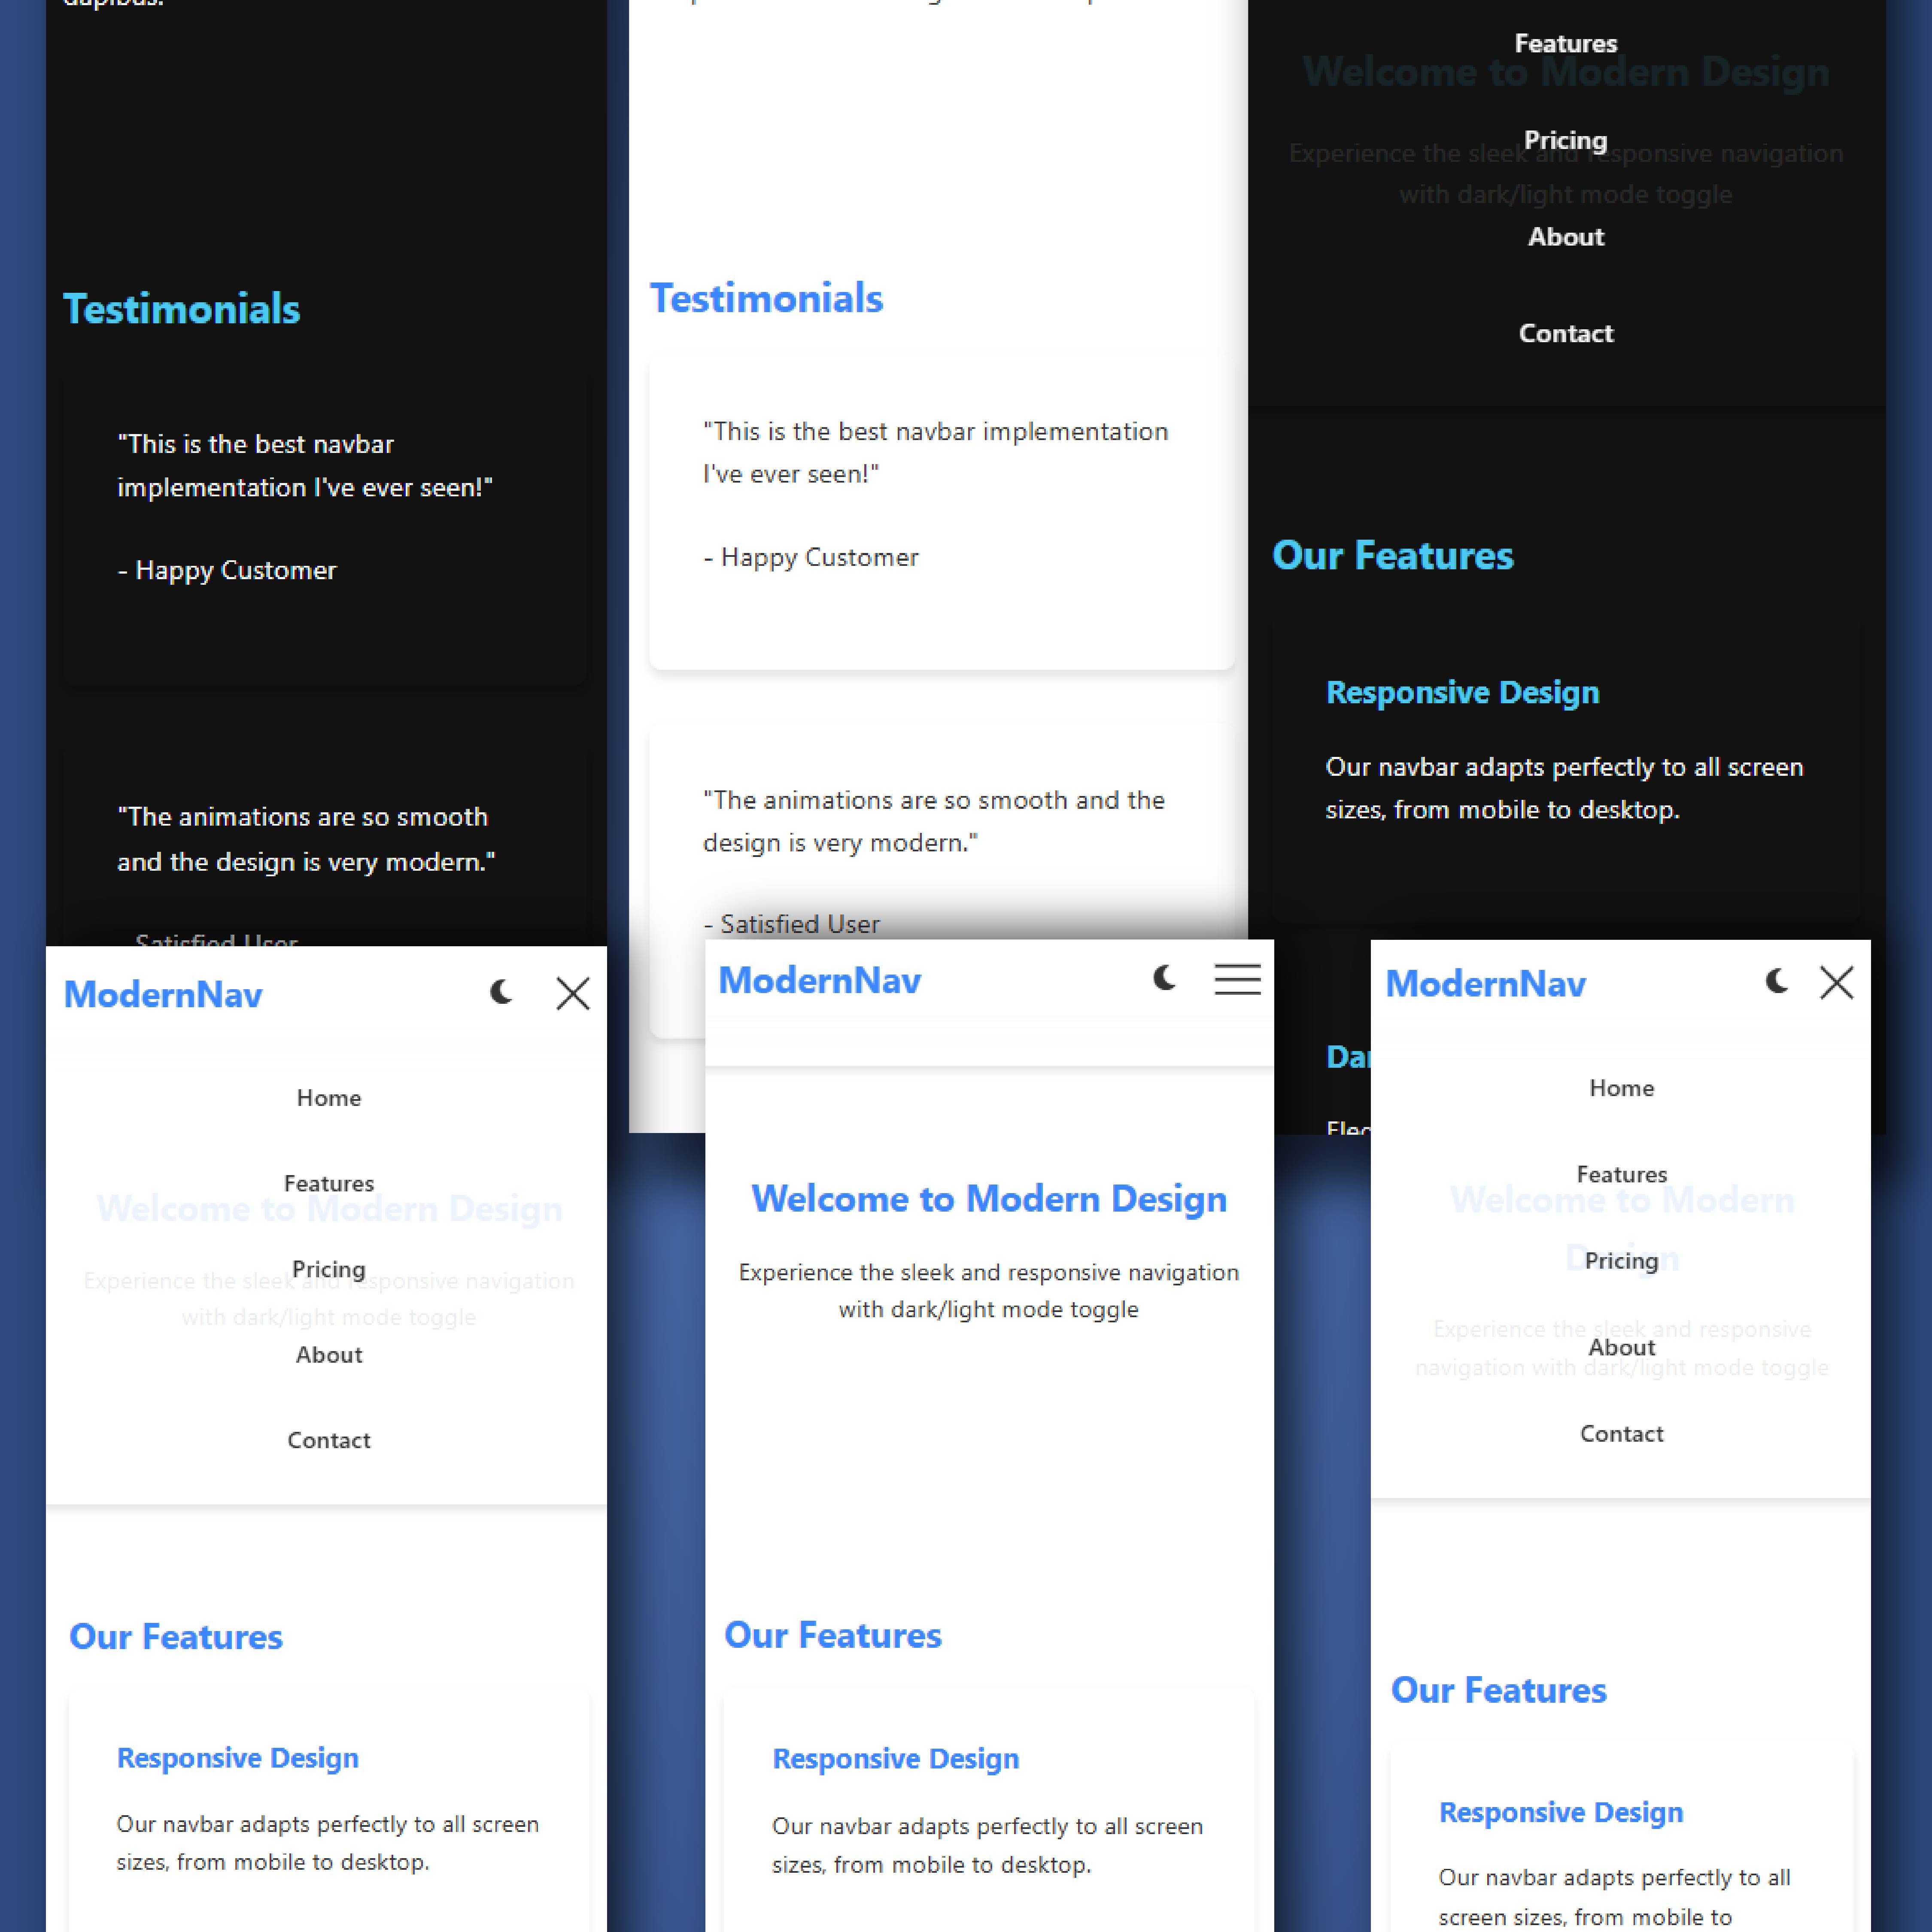 dapibus.
Testimonials
"This is the best navbar
implementation I've ever seen!"
- Happy Customer
"The animations are so smooth
and the design is very modern."
Satisfied User
Testimonials
"This is the best navbar implementation
I've ever seen!"
- Happy Customer
"The animations are so smooth and the
design is very modern."
- Satisfied User
Features
Welcome to Modern Design
Pricing
Experience the sleek and responsive navigation
with dark/light mode toggle
About
Contact
Our Features
Responsive Design
Our navbar adapts perfectly to all screen
sizes, from mobile to desktop.
ModernNav
Home
Features
Welcome to Modern Design
Pricing
Experience the sleek and responsive navigation
with dark/light mode toggle
About
Contact
Our Features
Responsive Design
Our navbar adapts perfectly to all screen
sizes, from mobile to desktop.
ModernNav
Welcome to Modern Design
Experience the sleek and responsive navigation
with dark/light mode toggle
Our Features
Responsive Design
Our navbar adapts perfectly to all screen
sizes, from mobile to desktop.
ModernNav
Home
Features
Welcome to Modern
Design
Pricing
Experience the sleek and responsive
About
navigation with dark/light mode toggle
Contact
Our Features
Responsive Design
Our navbar adapts perfectly to all
screen sizes, from mobile to